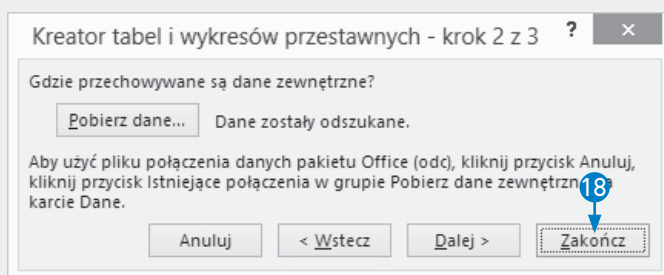 Kreator tabel i wykresów przestawnych - krok 2 z 3 ? ×
Gdzie przechowywane są dane zewnętrzne?
Pobierz dane... Dane zostały odszukane.
Aby użyć pliku połączenia danych pakietu Office (odc), kliknij przycisk Anuluj,
kliknij przycisk Istniejące połączenia w grupie Pobierz dane
karcie Dane.
18
Anuluj < Wstecz Dalej > Zakończ